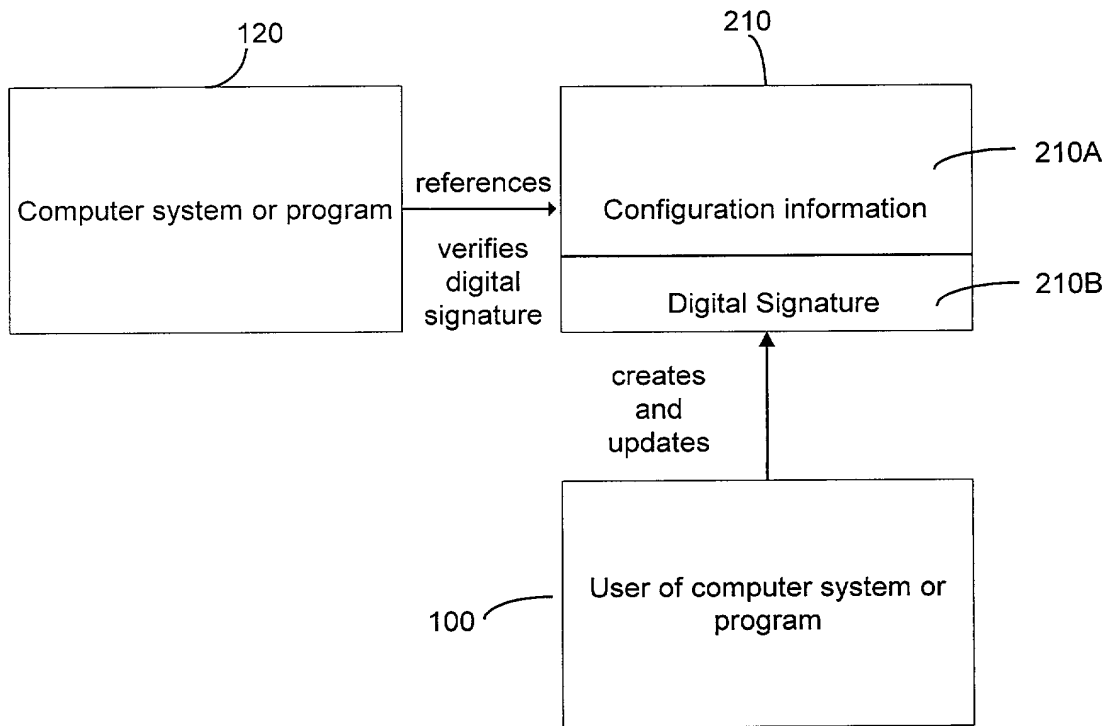 120
210
210A
references
Computer system or program
Configuration information
verifies
digital
signature
210B
Digital Signature
creates
and
updates
User of computer system or
program
100